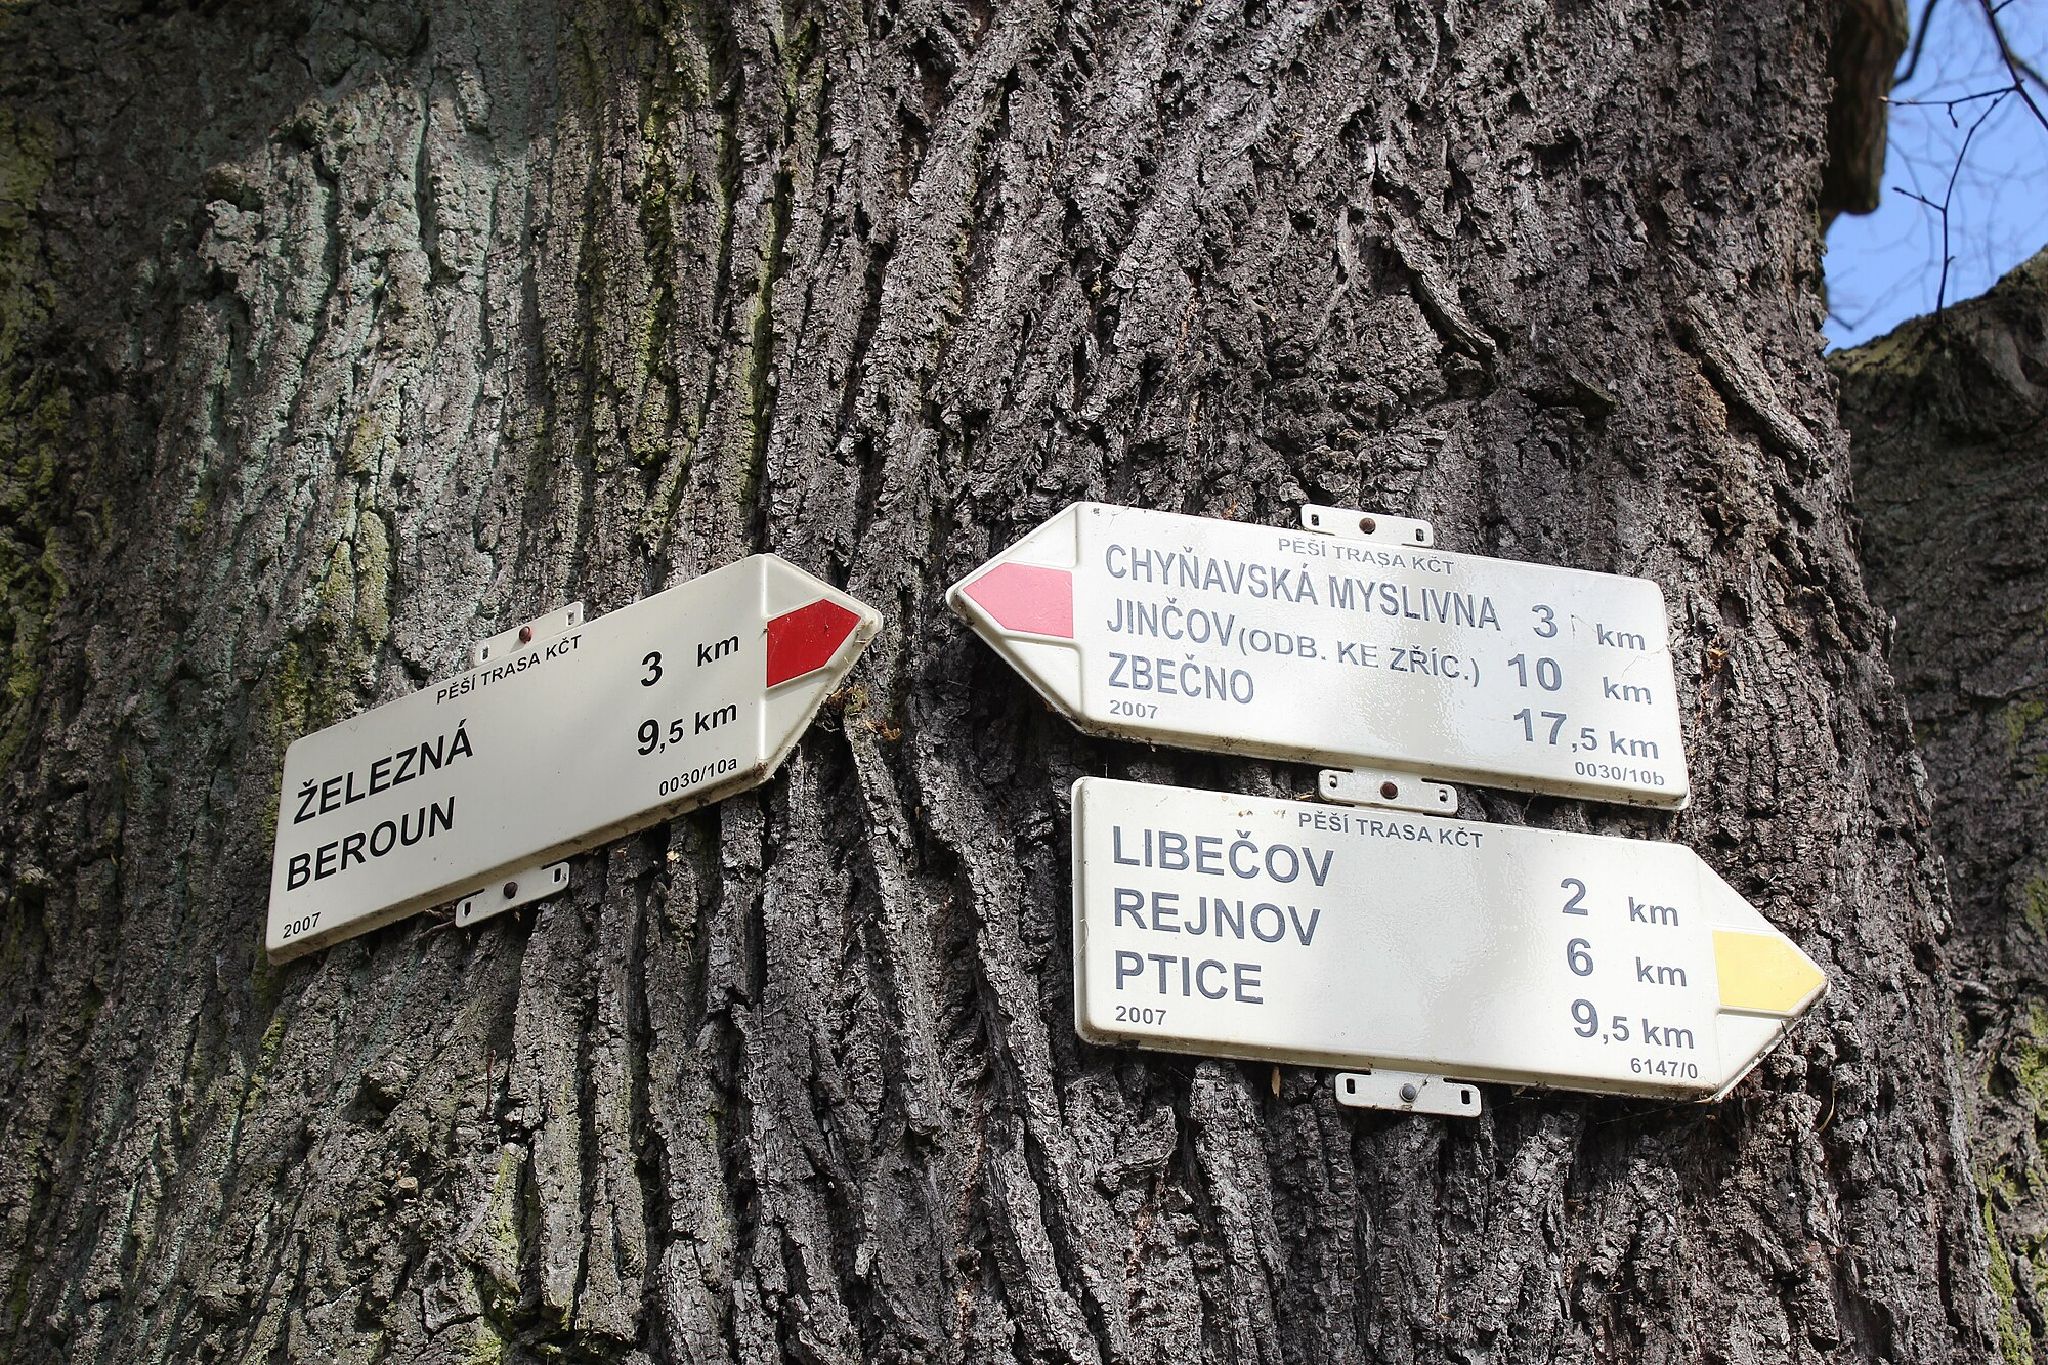 PĚŠÍ TRASA KČT
ŽELEZNÁ 3 km
BEROUN 9,5 km
2007 0030/10a
PĚŠÍ TRASA KČT
CHYŇAVSKÁ MYSLIVNA 3 km
JINČOV (ODB. KE ZŘÍC.) 10 km
ZBEČNO 17,5 km
2007 0030/10b
PĚŠÍ TRASA KČT
LIBEČOV 2 km
REJNOV 6 km
PTICE 9,5 km
2007 6147/0